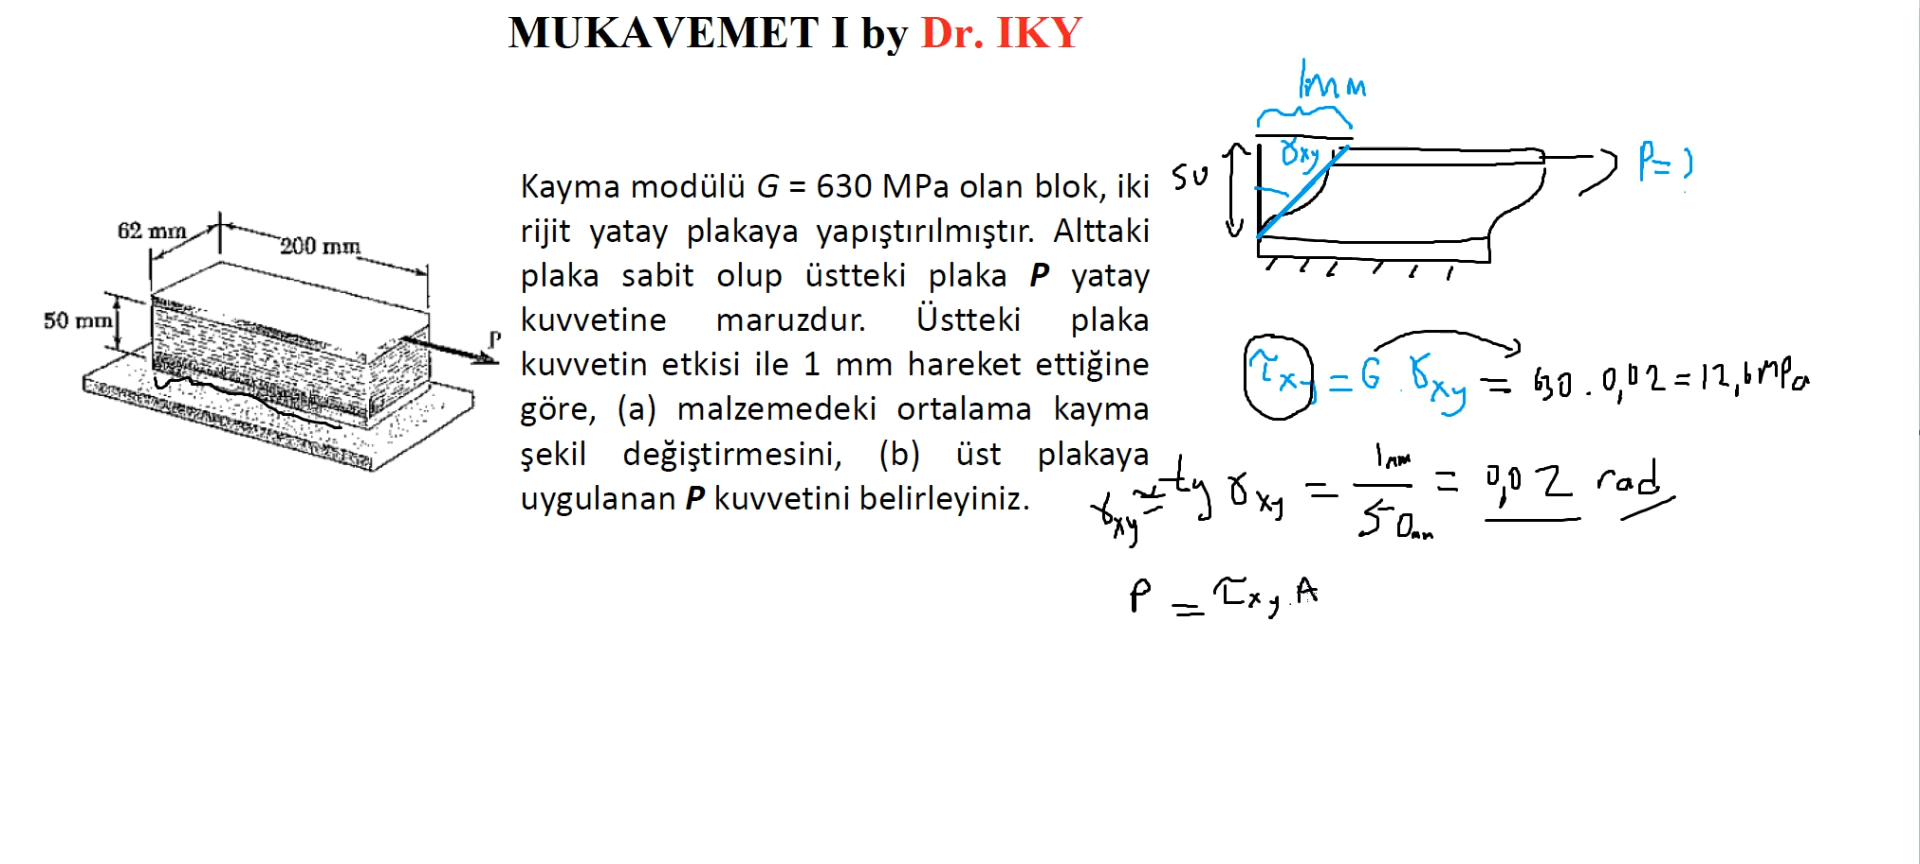 MUKAVEMET I by Dr. IKY
62 mm
200 mm
50 mm
P
Kayma modülü G = 630 MPa olan blok, iki
rijit yatay plakaya yapıştırılmıştır. Alttaki
plaka sabit olup üstteki plaka P yatay
kuvvetine maruzdur. Üstteki plaka
kuvvetin etkisi ile 1 mm hareket ettiğine
göre, (a) malzemedeki ortalama kayma
şekil değiştirmesini, (b) üst plakaya
uygulanan P kuvvetini belirleyiniz.
1mm
50
γxy
P=?
τxy = G . γxy = 630 . 0,02 = 12,6 MPa
γxy ≅ tg γxy = 1mm / 50mm = 0,02 rad
P = τxy . A